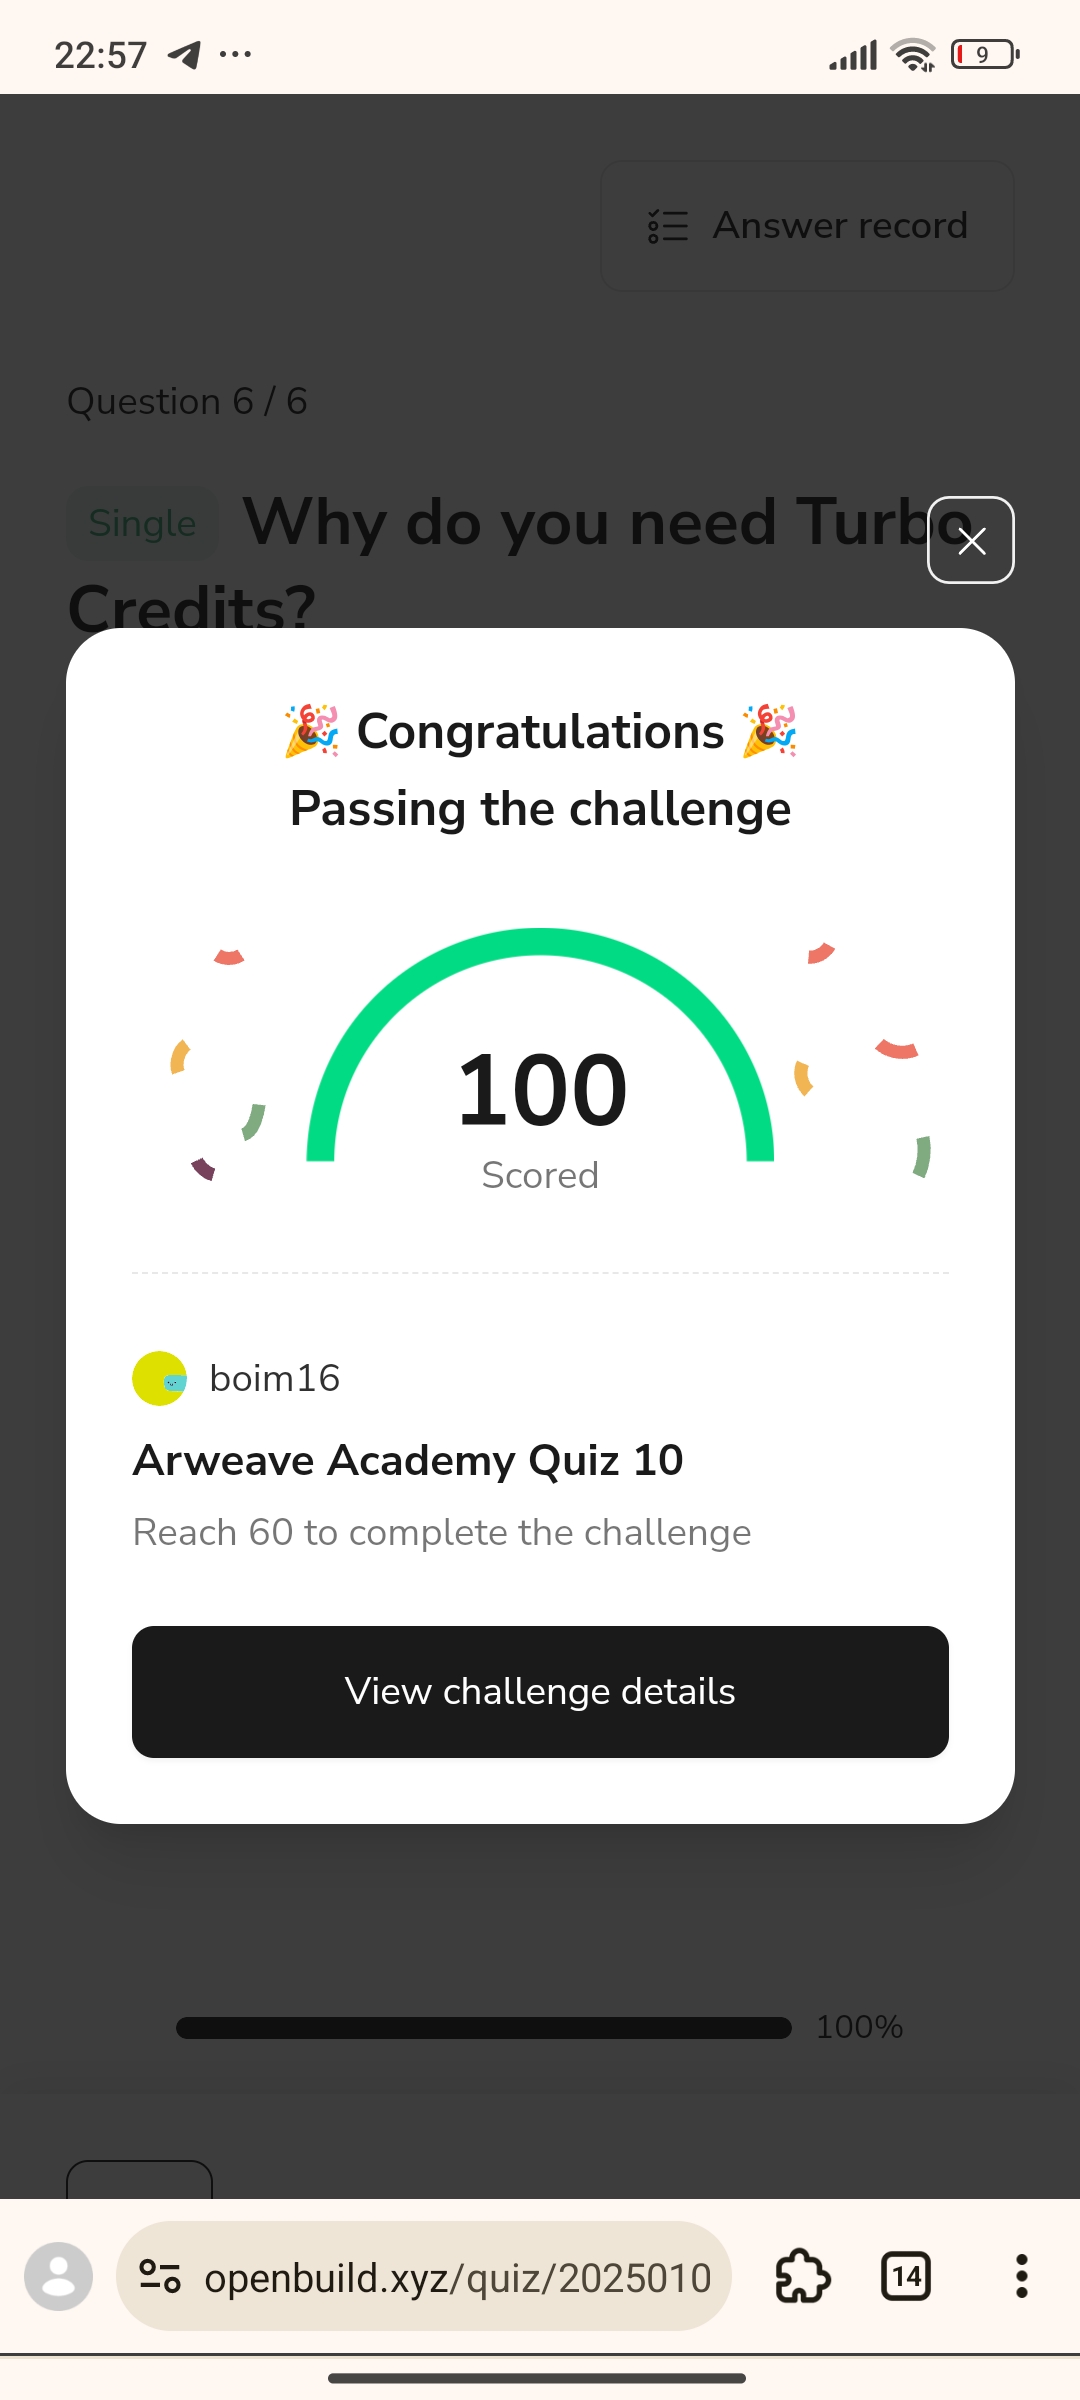 22:57
9
Answer record
Question 6 / 6
Single Why do you need Turbo
Credits?
🎉 Congratulations 🎉
Passing the challenge
100
Scored
boim16
Arweave Academy Quiz 10
Reach 60 to complete the challenge
View challenge details
100%
openbuild.xyz/quiz/2025010
14